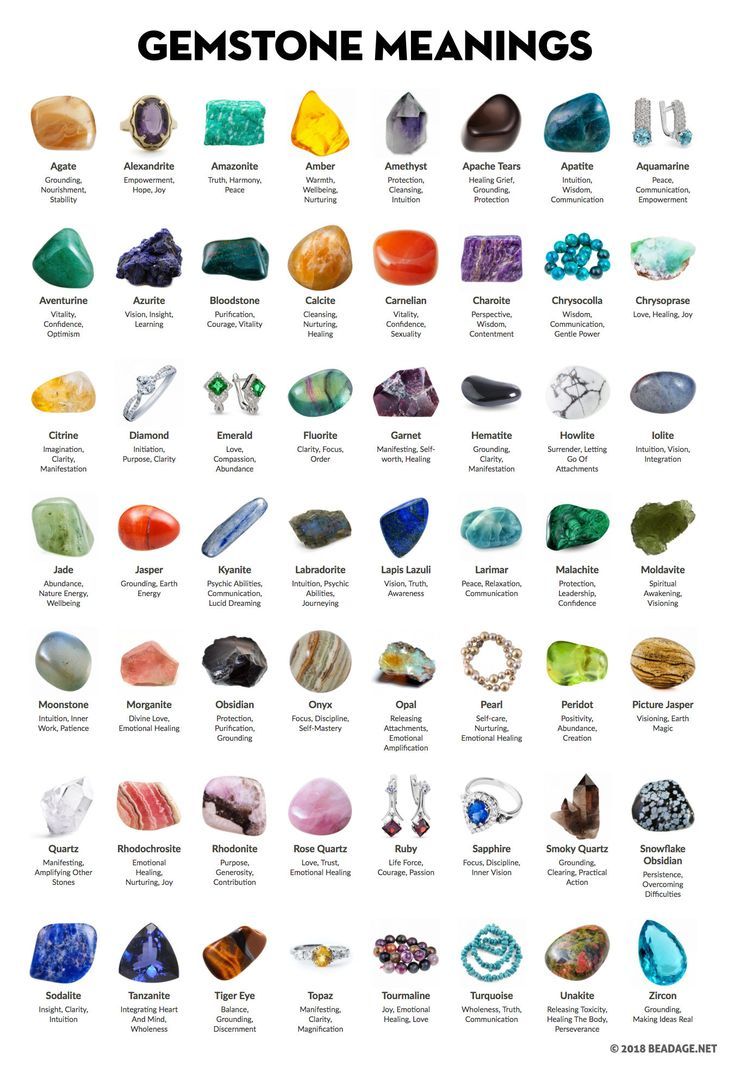 GEMSTONE MEANINGS
Agate
Grounding,
Nourishment,
Stability
Alexandrite
Empowerment,
Hope, Joy
Amazonite
Truth, Harmony,
Peace
Amber
Warmth,
Wellbeing,
Nurturing
Amethyst
Protection,
Cleansing,
Intuition
Apache Tears
Healing Grief,
Grounding,
Protection
Apatite
Intuition,
Wisdom,
Communication
Aquamarine
Peace,
Communication,
Empowerment
Aventurine
Vitality,
Confidence,
Optimism
Azurite
Vision, Insight,
Learning
Bloodstone
Purification,
Courage, Vitality
Calcite
Cleansing,
Nurturing,
Healing
Carnelian
Vitality,
Confidence,
Sexuality
Charoite
Perspective,
Wisdom,
Contentment
Chrysocolla
Wisdom,
Communication,
Gentle Power
Chrysoprase
Love, Healing, Joy
Citrine
Imagination,
Clarity,
Manifestation
Diamond
Initiation,
Purpose, Clarity
Emerald
Love,
Compassion,
Abundance
Fluorite
Clarity, Focus,
Order
Garnet
Manifesting, Self-
worth, Healing
Hematite
Grounding,
Clarity,
Manifestation
Howlite
Surrender, Letting
Go Of
Attachments
Iolite
Intuition, Vision,
Integration
Jade
Abundance,
Nature Energy,
Wellbeing
Jasper
Grounding, Earth
Energy
Kyanite
Psychic Abilities,
Communication,
Lucid Dreaming
Labradorite
Intuition, Psychic
Abilities,
Journeying
Lapis Lazuli
Vision, Truth,
Awareness
Larimar
Peace, Relaxation,
Communication
Malachite
Protection,
Leadership,
Confidence
Moldavite
Spiritual
Awakening,
Visioning
Moonstone
Intuition, Inner
Work, Patience
Morganite
Divine Love,
Emotional Healing
Obsidian
Protection,
Purification,
Grounding
Onyx
Focus, Discipline,
Self-Mastery
Opal
Releasing
Attachments,
Emotional
Amplification
Pearl
Self-care,
Nurturing,
Emotional Healing
Peridot
Positivity,
Abundance,
Creation
Picture Jasper
Visioning, Earth
Magic
Quartz
Manifesting,
Amplifying Other
Stones
Rhodochrosite
Emotional
Healing,
Nurturing, Joy
Rhodonite
Purpose,
Generosity,
Contribution
Rose Quartz
Love, Trust,
Emotional Healing
Ruby
Life Force,
Courage, Passion
Sapphire
Focus, Discipline,
Inner Vision
Smoky Quartz
Grounding,
Clearing, Practical
Action
Snowflake
Obsidian
Persistence,
Overcoming
Difficulties
Sodalite
Insight, Clarity,
Intuition
Tanzanite
Integrating Heart
And Mind,
Wholeness
Tiger Eye
Balance,
Grounding,
Discernment
Topaz
Manifesting,
Clarity,
Magnification
Tourmaline
Joy, Emotional
Healing, Love
Turquoise
Wholeness, Truth,
Communication
Unakite
Releasing Toxicity,
Healing The Body,
Perseverance
Zircon
Grounding,
Making Ideas Real
© 2018 BEADAGE.NET